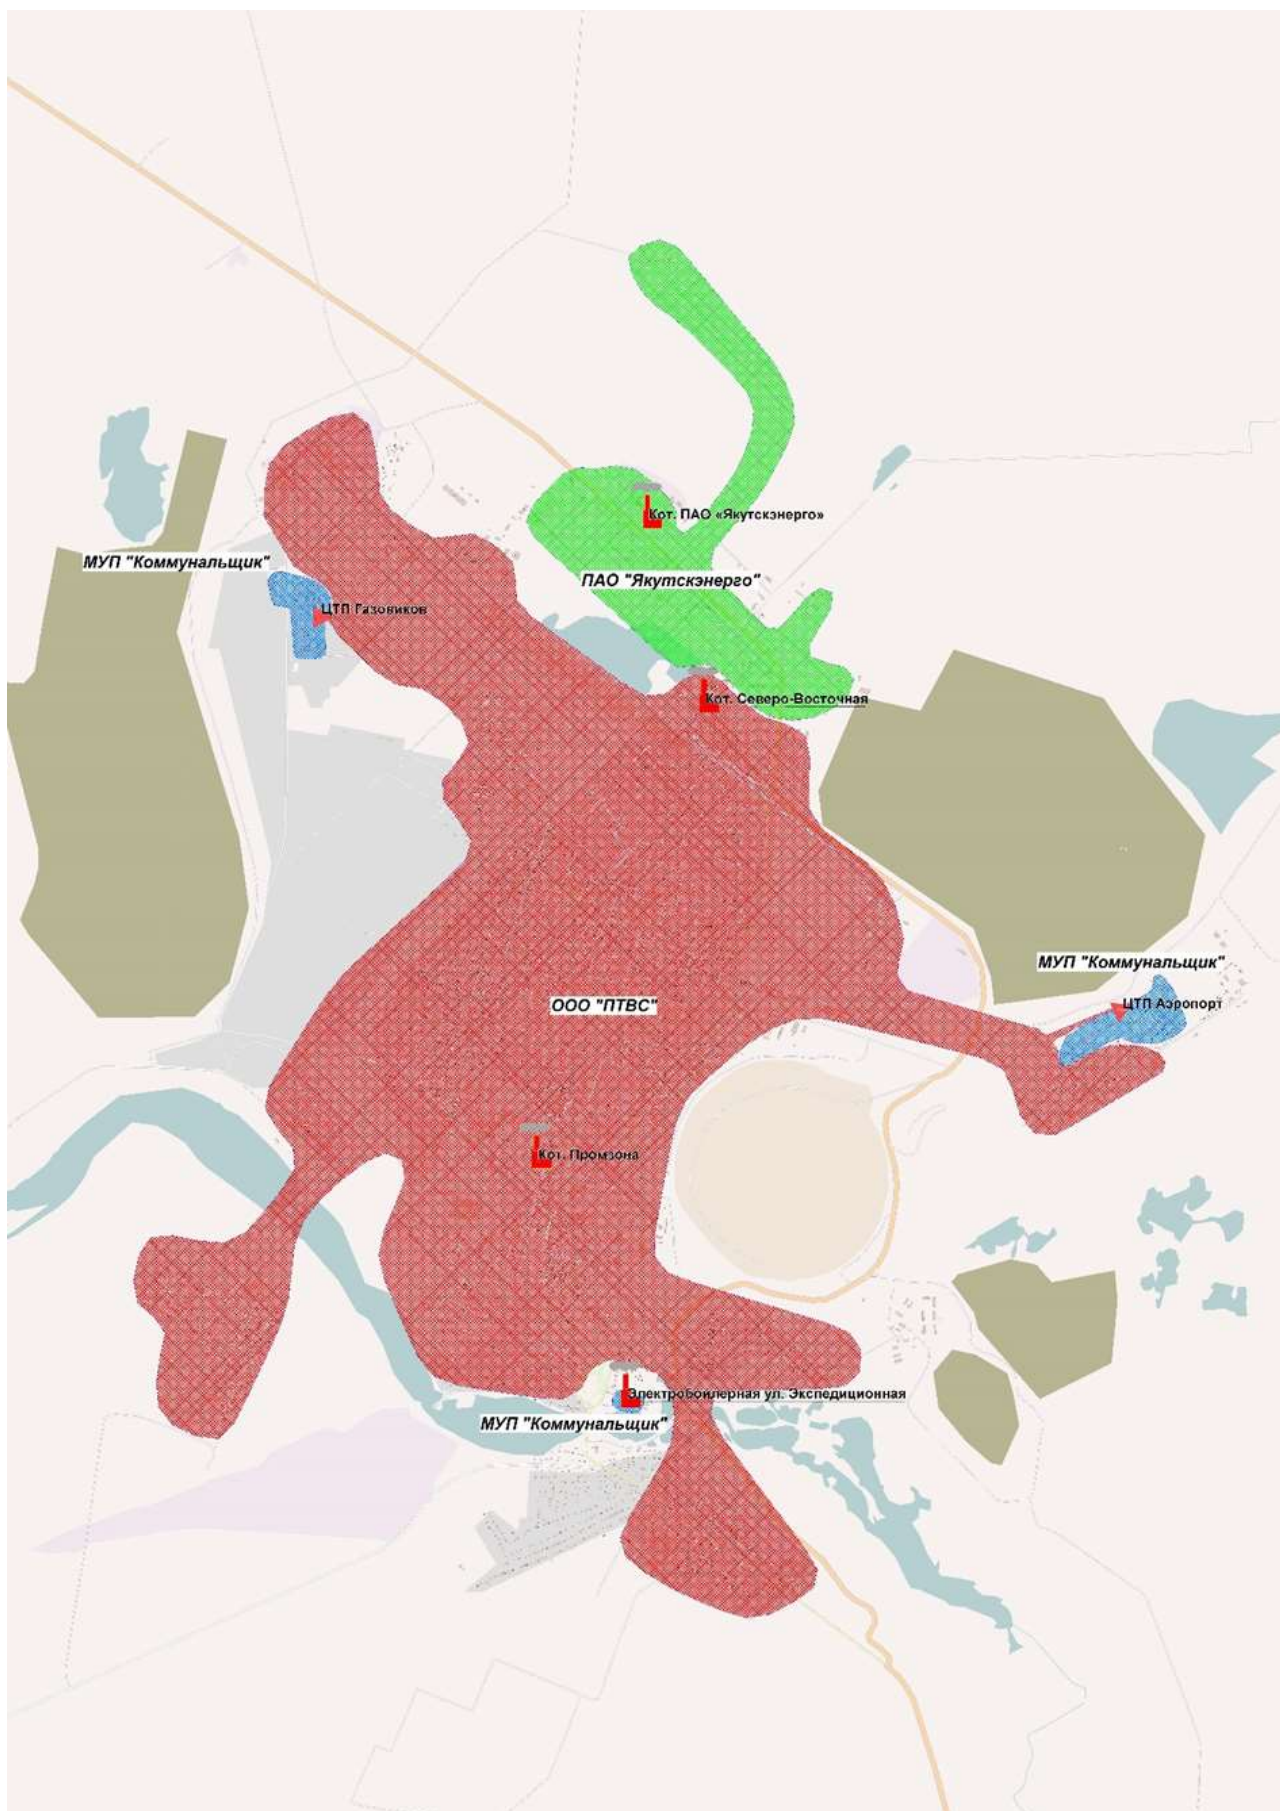 Кот. ПАО «Якутскэнерго»
МУП "Коммунальщик"
ПАО "Якутскэнерго"
ЦТП Газовиков
Кот. Северо-Восточная
МУП "Коммунальщик"
ООО "ПТВС"
ЦТП Аэропорт
Кот. Промзона
Электробойлерная ул. Экспедиционная
МУП "Коммунальщик"